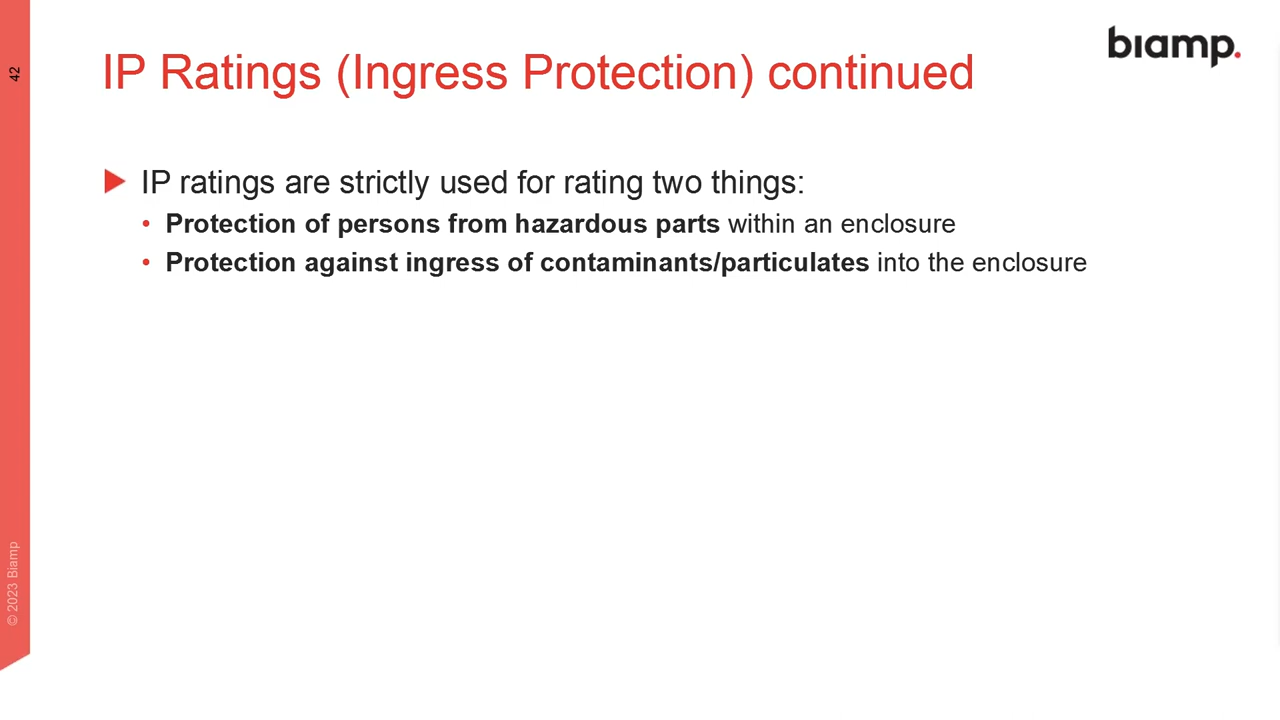 42
IP Ratings (Ingress Protection) continued
biamp.
IP ratings are strictly used for rating two things:
• Protection of persons from hazardous parts within an enclosure
• Protection against ingress of contaminants/particulates into the enclosure
© 2023 Biamp